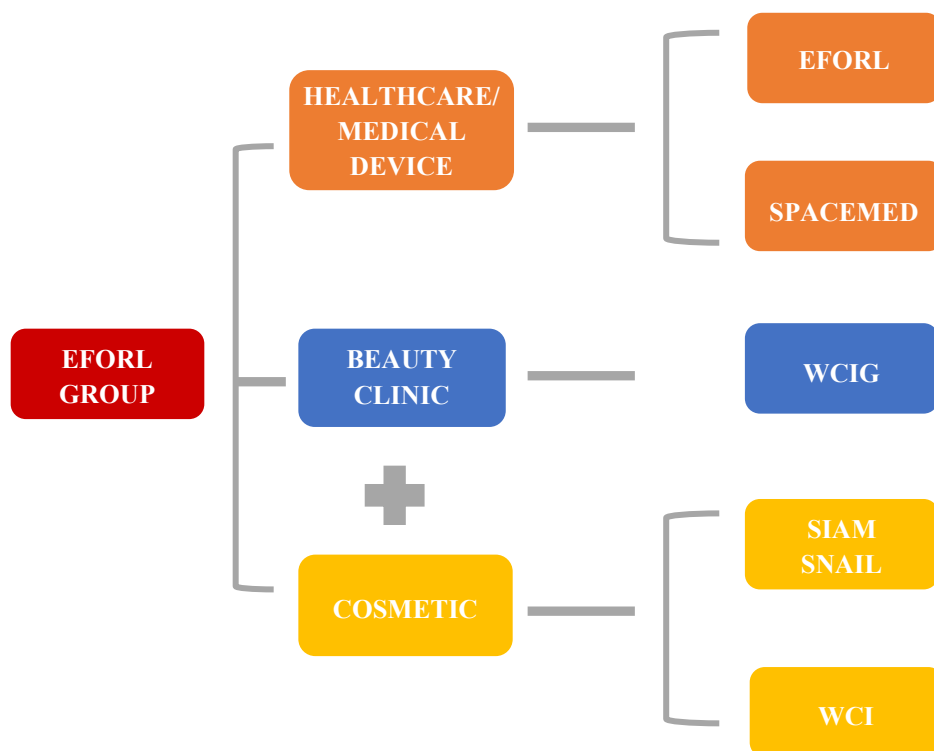 EFORL
HEALTHCARE/
MEDICAL
DEVICE
SPACEMED
EFORL
GROUP
BEAUTY
CLINIC
WCIG
SIAM
SNAIL
COSMETIC
WCI